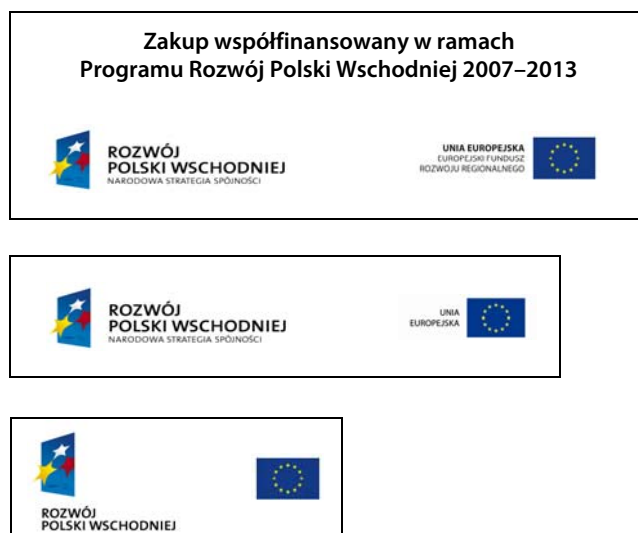 Zakup współfinansowany w ramach
Programu Rozwój Polski Wschodniej 2007–2013
ROZWÓJ
POLSKI WSCHODNIEJ
NARODOWA STRATEGIA SPÓJNOŚCI
UNIA EUROPEJSKA
EUROPEJSKI FUNDUSZ
ROZWOJU REGIONALNEGO
ROZWÓJ
POLSKI WSCHODNIEJ
NARODOWA STRATEGIA SPÓJNOŚCI
UNIA
EUROPEJSKA
ROZWÓJ
POLSKI WSCHODNIEJ